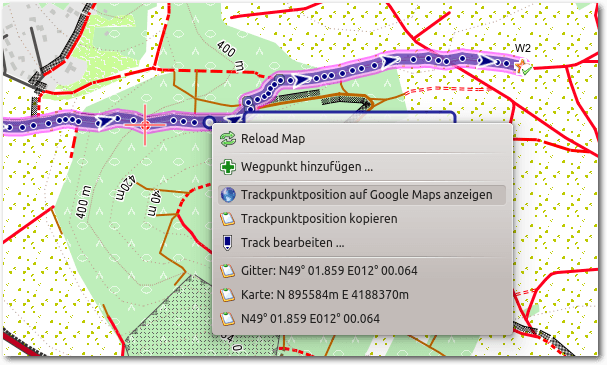 400 m
W2
Reload Map
Wegpunkt hinzufügen ...
Trackpunktposition auf Google Maps anzeigen
Trackpunktposition kopieren
Track bearbeiten ...
Gitter: N49° 01.859 E012° 00.064
Karte: N 895584m E 4188370m
N49° 01.859 E012° 00.064
400 m
420m
40 m